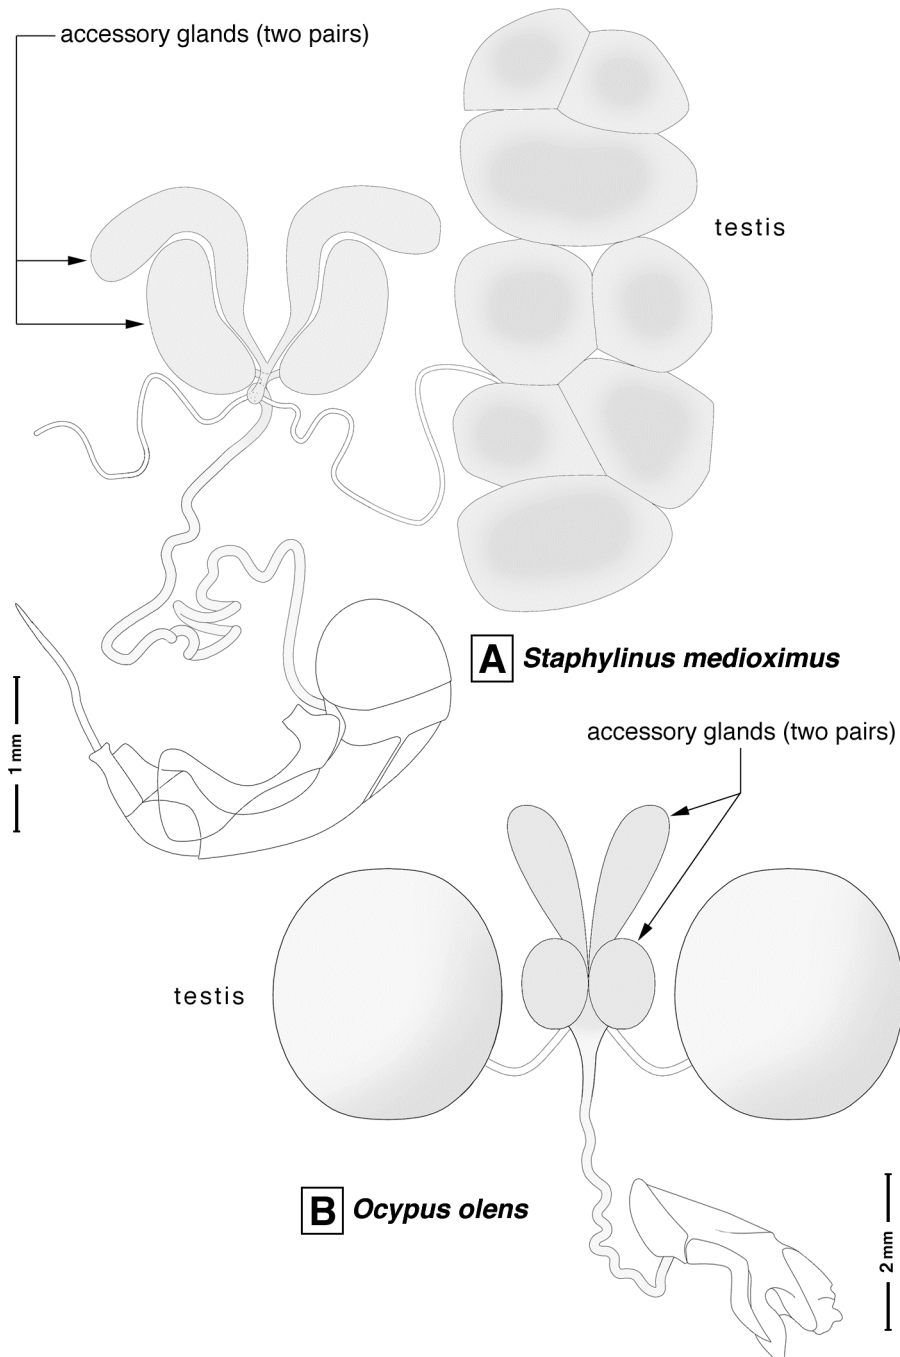 accessory glands (two pairs)
testis
A Staphylinus medioximus
1 mm
accessory glands (two pairs)
testis
B Ocypus olens
2 mm